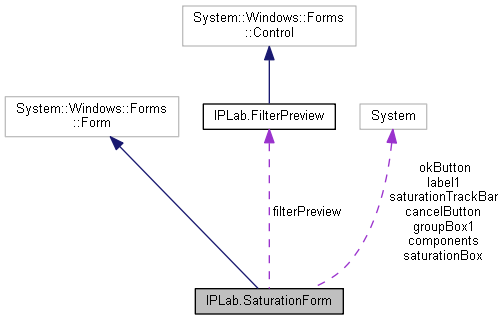 System::Windows::Forms
::Control
System::Windows::Forms
::Form
IPLab.FilterPreview
System
okButton
label1
saturationTrackBar
cancelButton
groupBox1
components
saturationBox
filterPreview
IPLab.SaturationForm